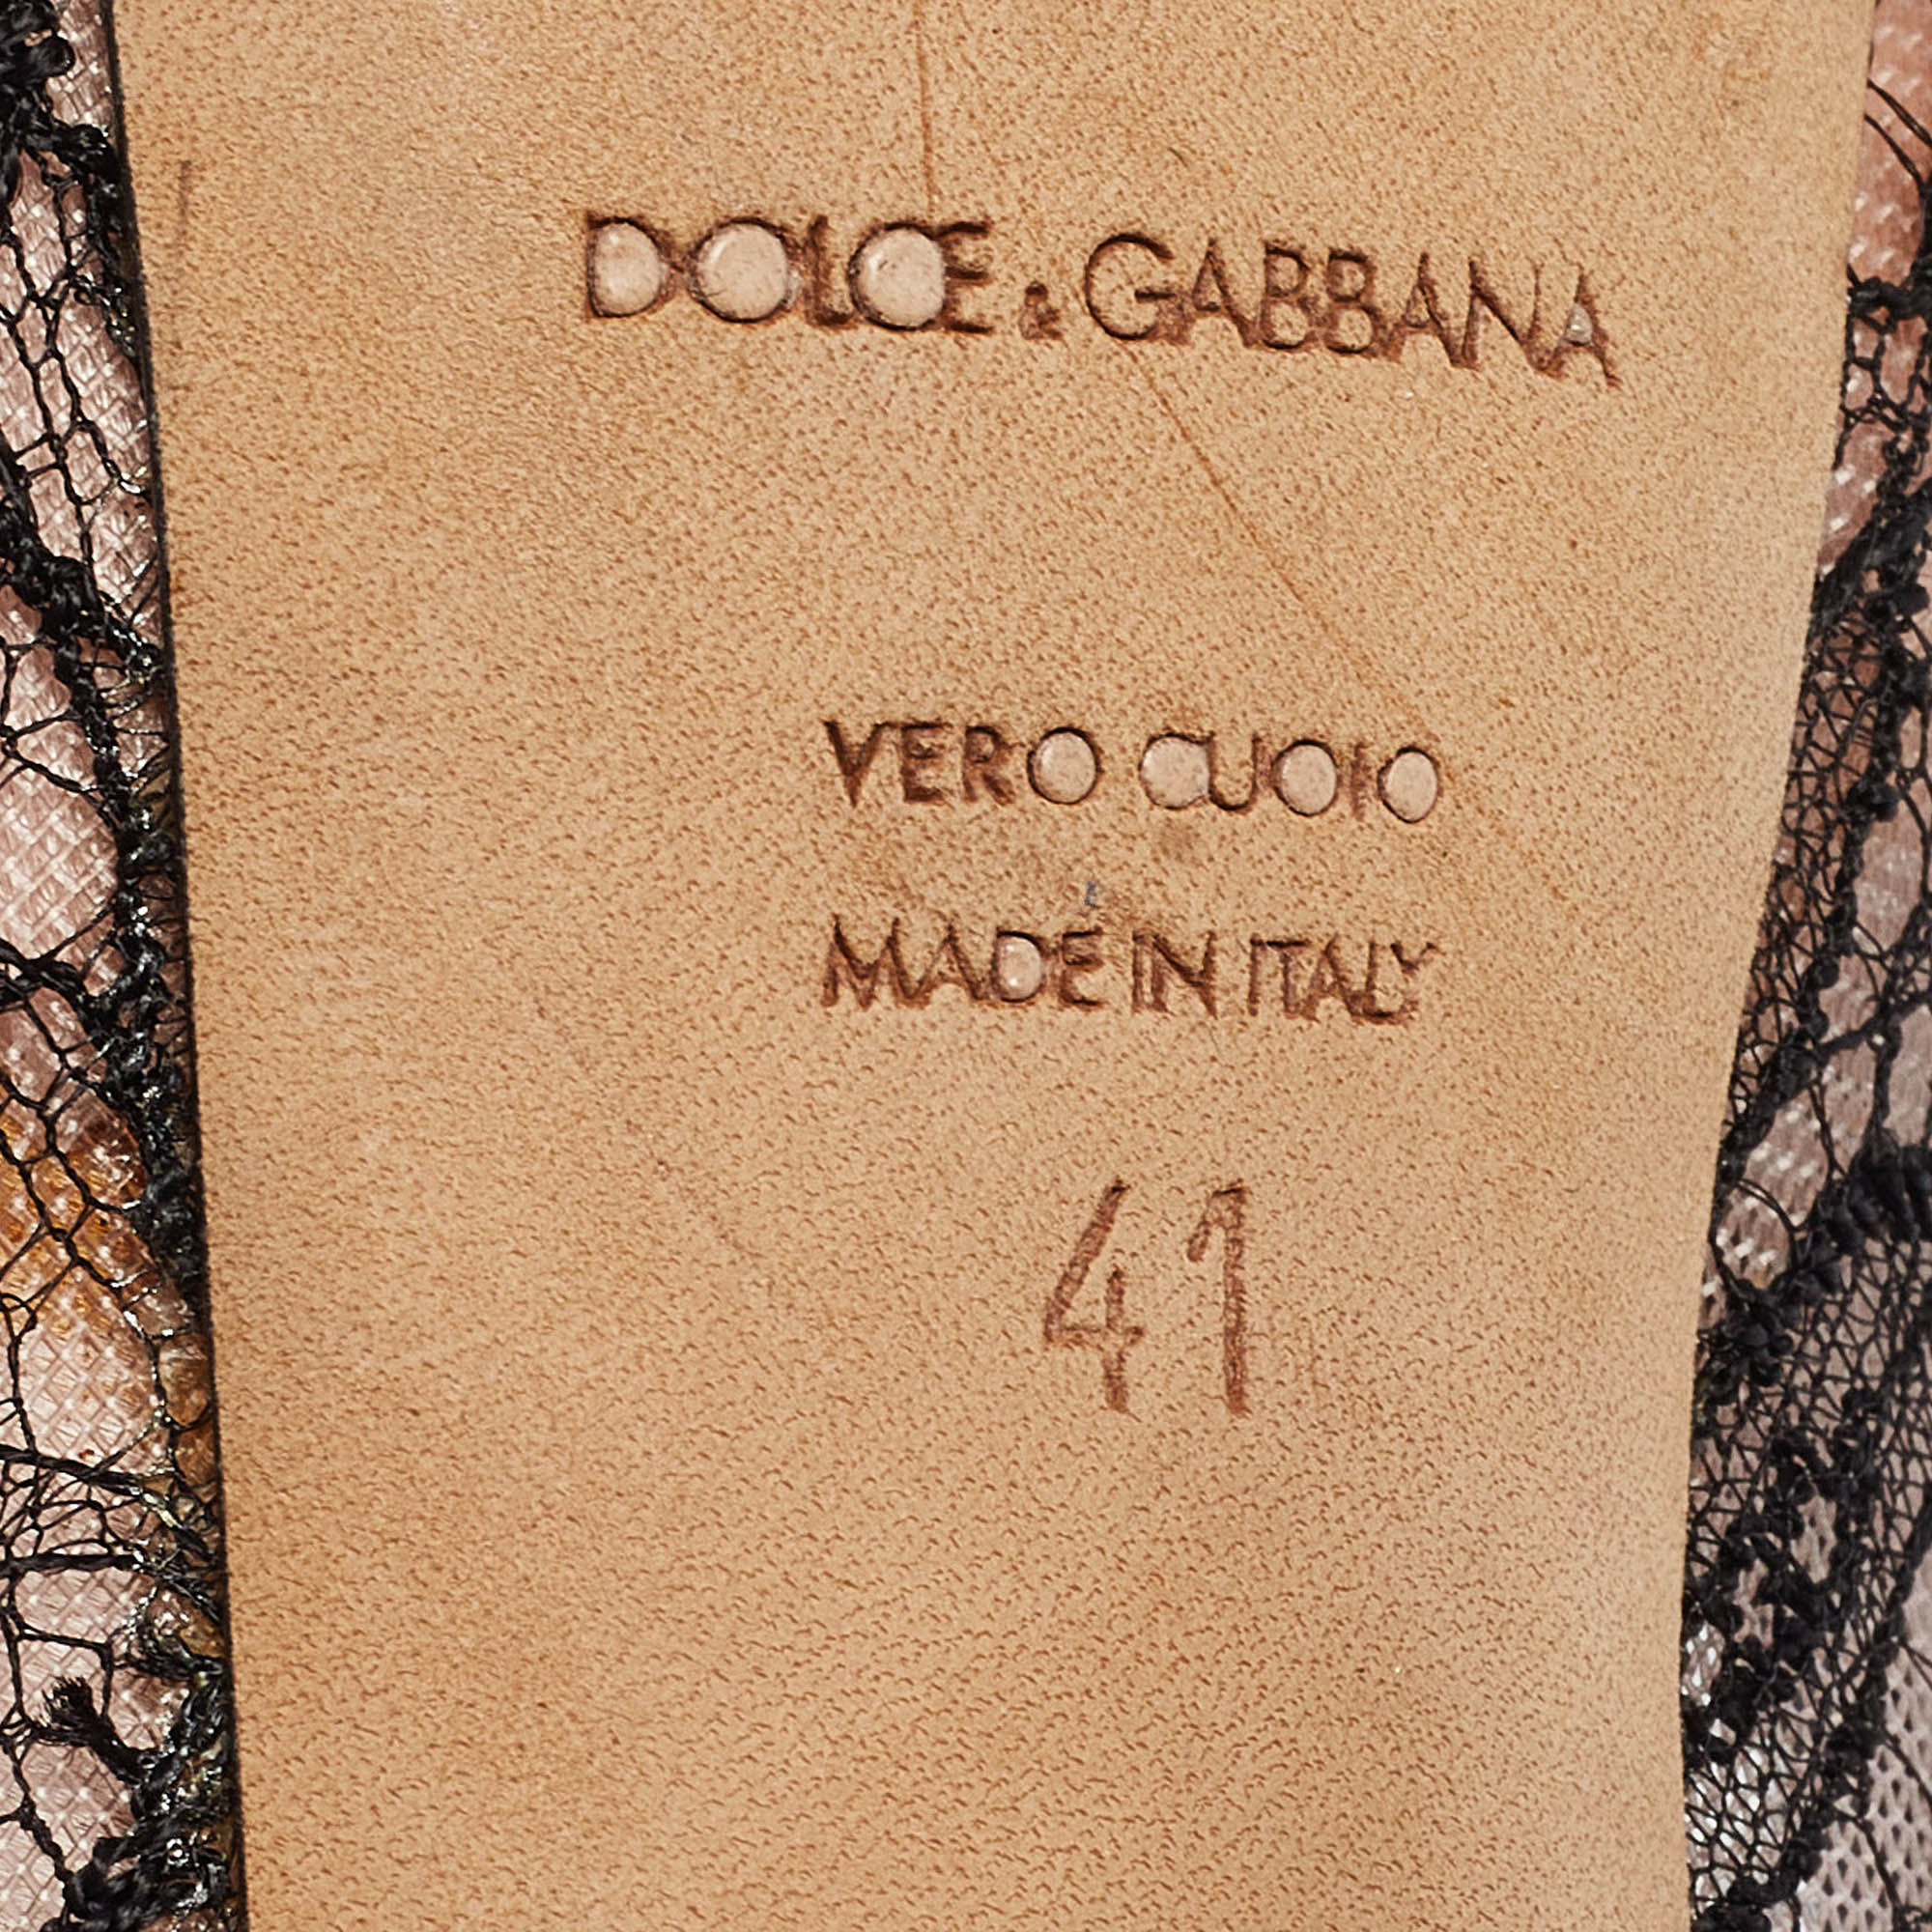 DOLCE & GABBANA
VERO CUOIO
MADE IN ITALY
41